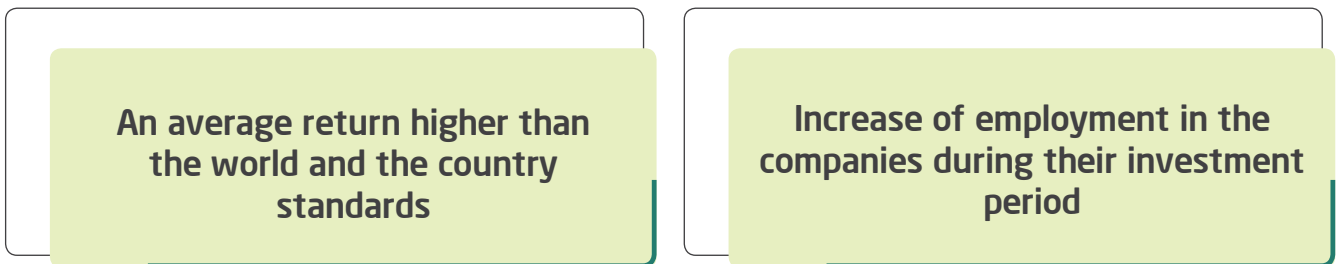 An average return higher than
the world and the country
standards
Increase of employment in the
companies during their investment
period